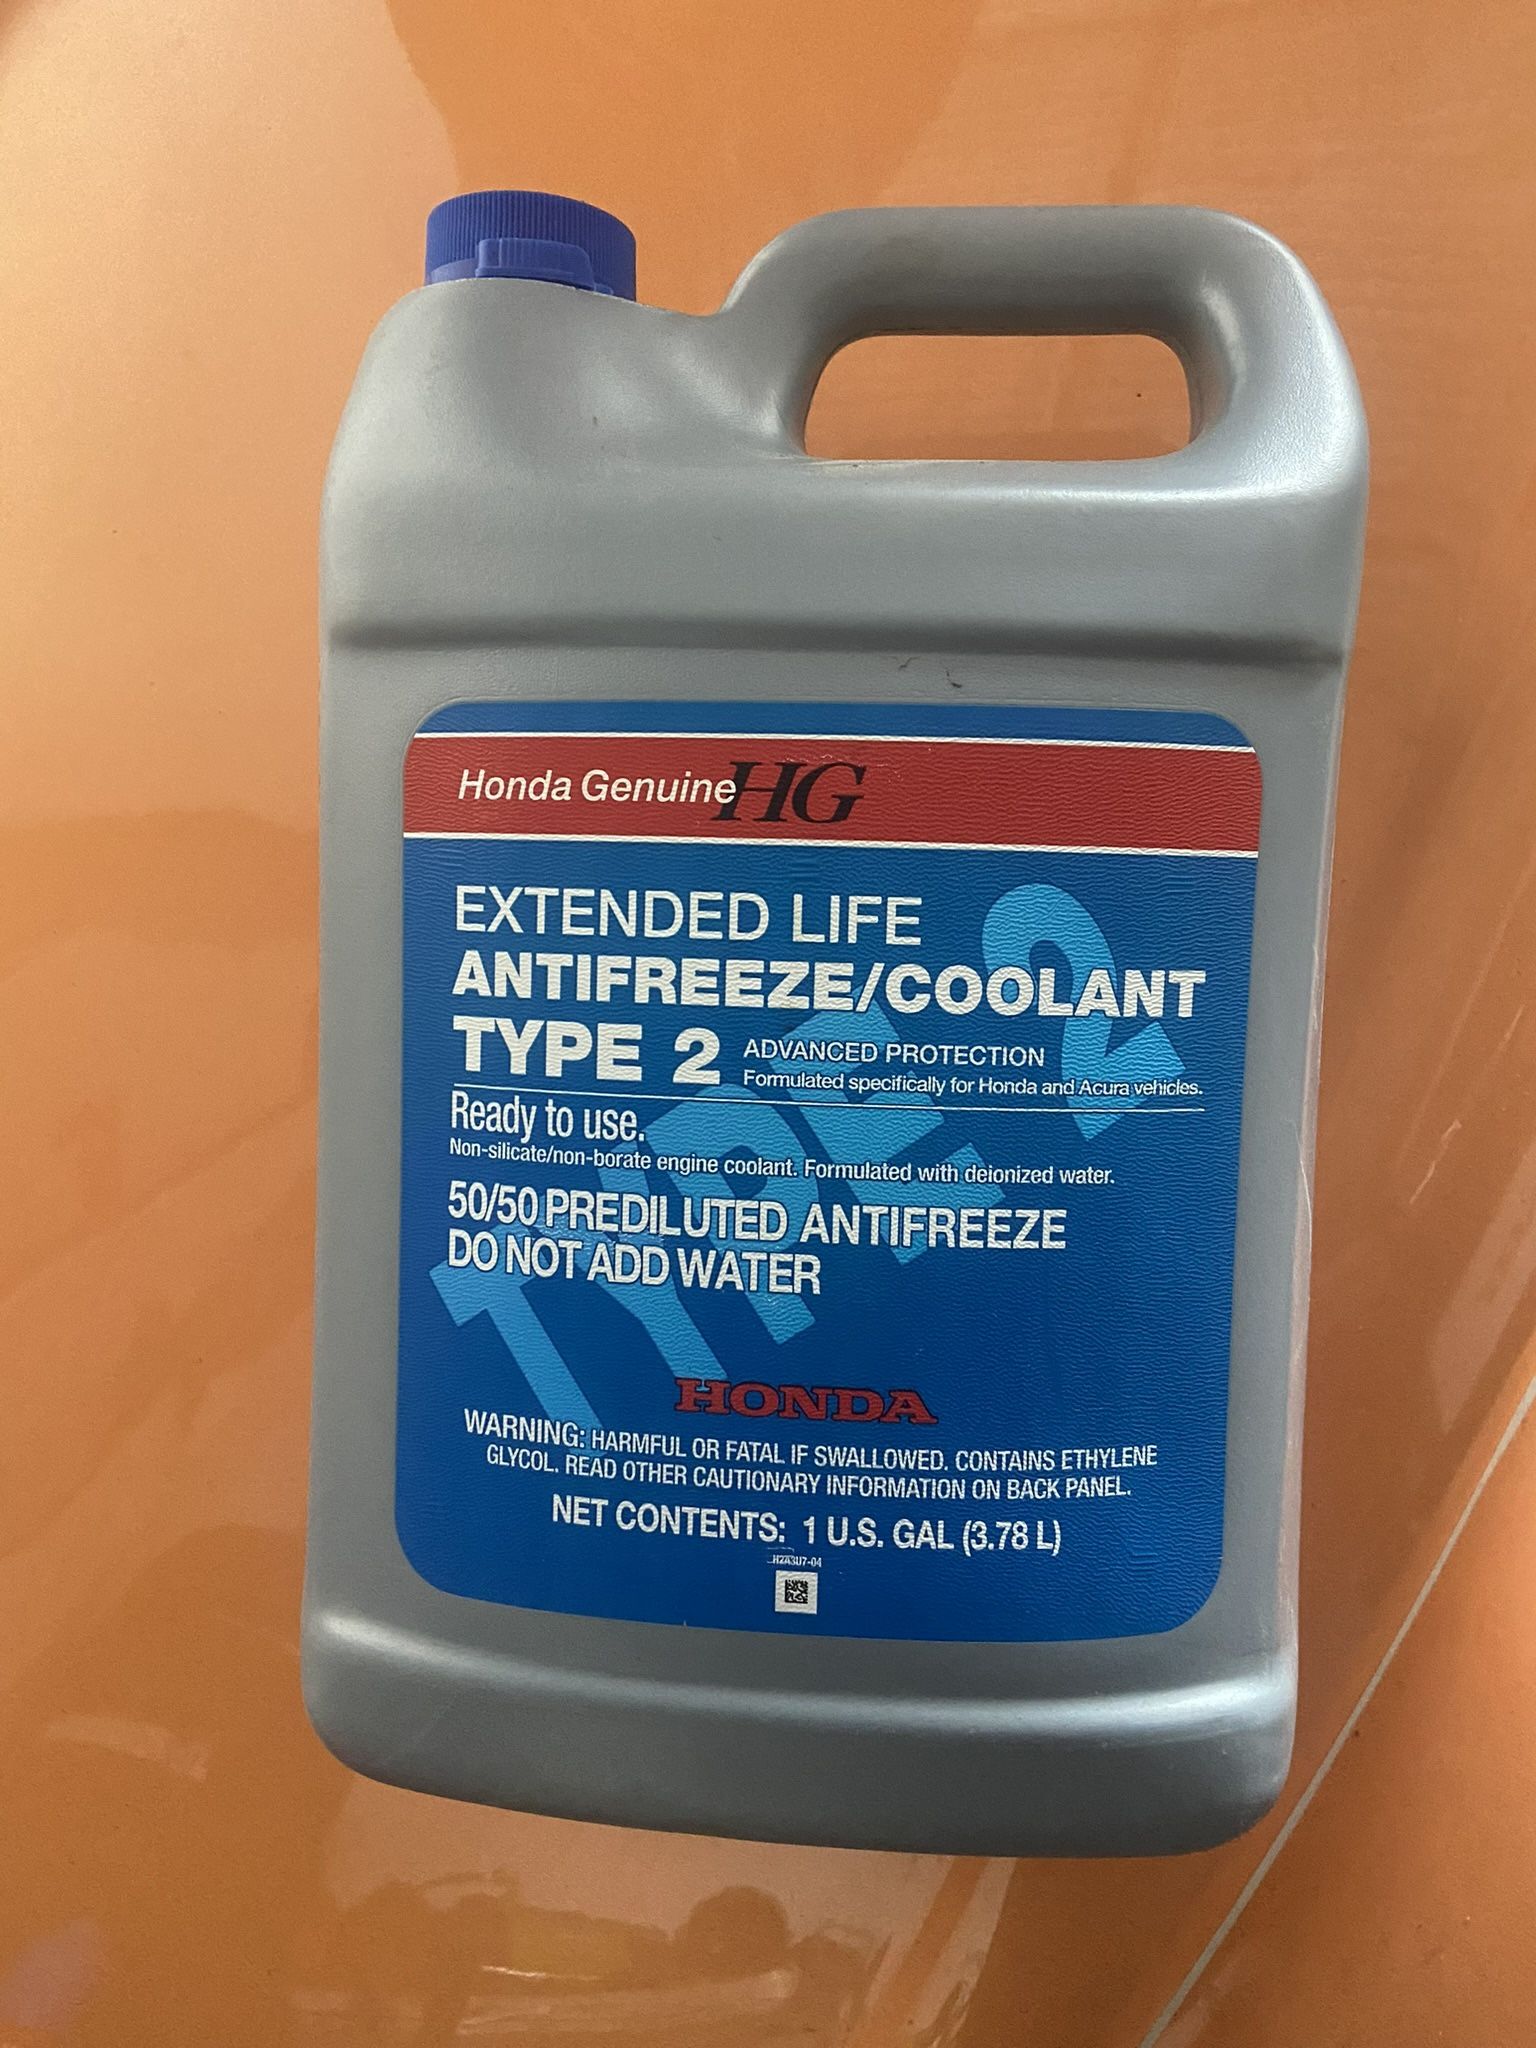 Honda Genuine HG
EXTENDED LIFE
ANTIFREEZE/COOLANT
TYPE 2
ADVANCED PROTECTION
Formulated specifically for Honda and Acura vehicles.
Ready to use.
Non-silicate/non-borate engine coolant. Formulated with deionized water.
50/50 PREDILUTED ANTIFREEZE
DO NOT ADD WATER
TYPE 2
HONDA
WARNING: HARMFUL OR FATAL IF SWALLOWED. CONTAINS ETHYLENE
GLYCOL. READ OTHER CAUTIONARY INFORMATION ON BACK PANEL.
NET CONTENTS: 1 U.S. GAL (3.78 L)
H2A3U7-04